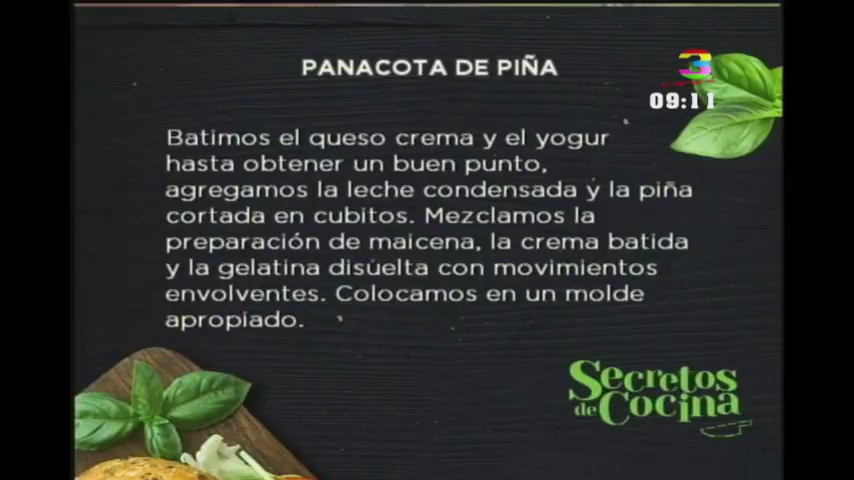 PANACOTA DE PIÑA
3
09:11
Batimos el queso crema y el yogur
hasta obtener un buen punto,
agregamos la leche condensada y la piña
cortada en cubitos. Mezclamos la
preparación de maicena, la crema batida
y la gelatina disuelta con movimientos
envolventes. Colocamos en un molde
apropiado.
Secretos
de Cocina